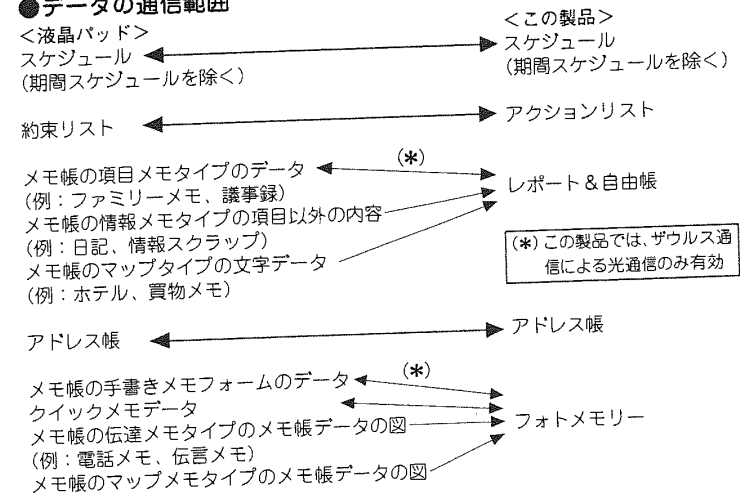 ●データの通信範囲
＜液晶パッド＞
スケジュール
(期間スケジュールを除く)
約束リスト
メモ帳の項目メモタイプのデータ
(例：ファミリーメモ、議事録)
メモ帳の情報メモタイプの項目以外の内容
(例：日記、情報スクラップ)
メモ帳のマップタイプの文字データ
(例：ホテル、買物メモ)
アドレス帳
メモ帳の手書きメモフォームのデータ
クイックメモデータ
メモ帳の伝達メモタイプのメモ帳データの図
(例：電話メモ、伝言メモ)
メモ帳のマップメモタイプのメモ帳データの図
(＊)
(＊)
＜この製品＞
スケジュール
(期間スケジュールを除く)
アクションリスト
レポート＆自由帳
(＊) この製品では、ザウルス通
信による光通信のみ有効
アドレス帳
フォトメモリー